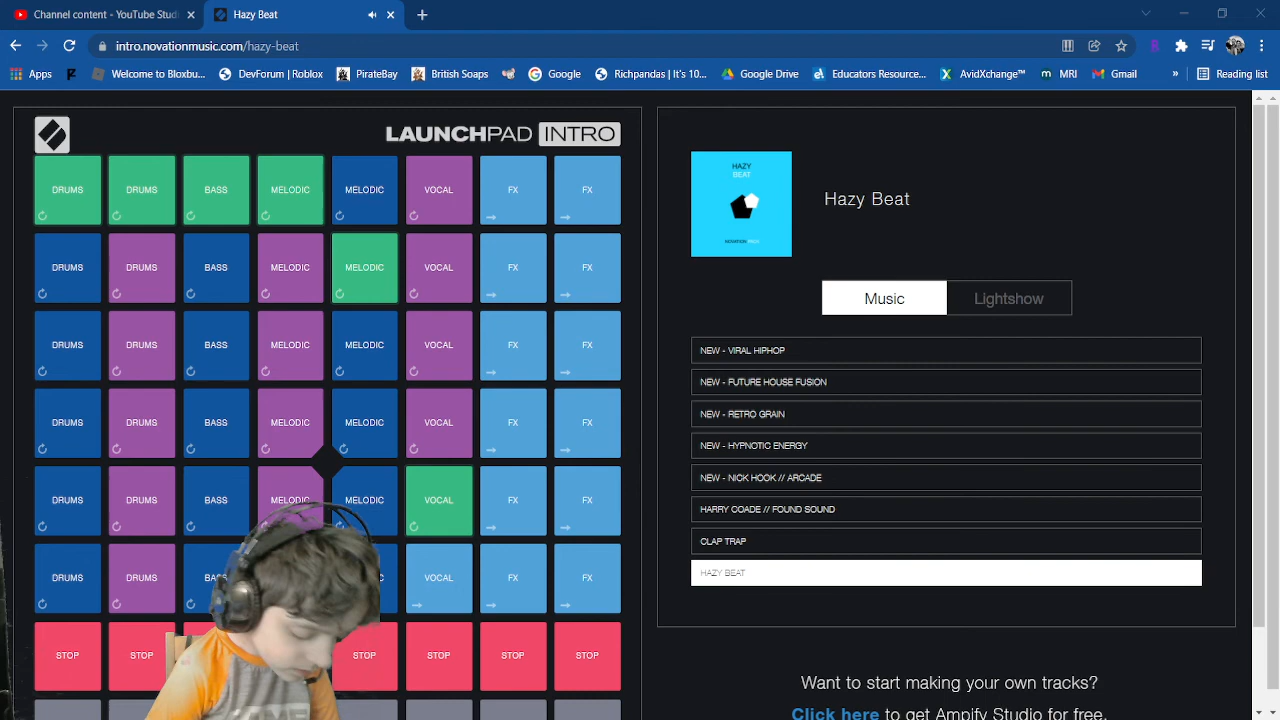 Channel content - YouTube Stud
Hazy Beat
intro.novationmusic.com/hazy-beat
Apps
Welcome to Bloxbu...
DevForum | Roblox
PirateBay
British Soaps
Google
Richpandas | It's 10...
Google Drive
Educators Resource...
AvidXchange™
MRI
Gmail
»
Reading list
LAUNCHPAD INTRO
DRUMS DRUMS BASS MELODIC MELODIC VOCAL FX FX
DRUMS DRUMS BASS MELODIC MELODIC VOCAL FX FX
DRUMS DRUMS BASS MELODIC MELODIC VOCAL FX FX
DRUMS DRUMS BASS MELODIC MELODIC VOCAL FX FX
DRUMS DRUMS BASS MELODIC MELODIC VOCAL FX FX
DRUMS DRUMS VOCAL FX FX
STOP STOP STOP STOP STOP STOP
HAZY
BEAT
Hazy Beat
Music
Lightshow
NEW - VIRAL HIPHOP
NEW - FUTURE HOUSE FUSION
NEW - RETRO GRAIN
NEW - HYPNOTIC ENERGY
NEW - NICK HOOK // ARCADE
HARRY COADE // FOUND SOUND
CLAP TRAP
HAZY BEAT
Want to start making your own tracks?
Click here to get Ampify Studio for free.